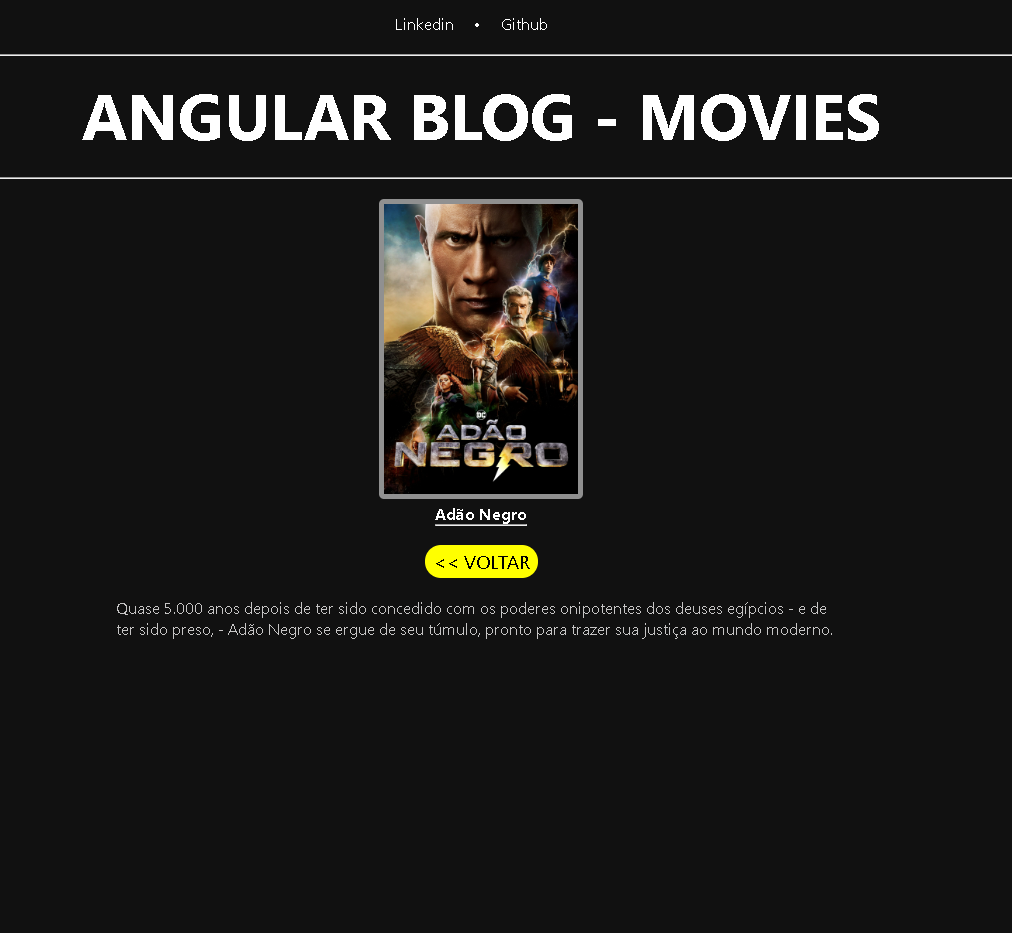 Linkedin • Github
ANGULAR BLOG - MOVIES
DC
ADÃO
NEGRO
Adão Negro
<< VOLTAR
Quase 5.000 anos depois de ter sido concedido com os poderes onipotentes dos deuses egípcios - e de
ter sido preso, - Adão Negro se ergue de seu túmulo, pronto para trazer sua justiça ao mundo moderno.